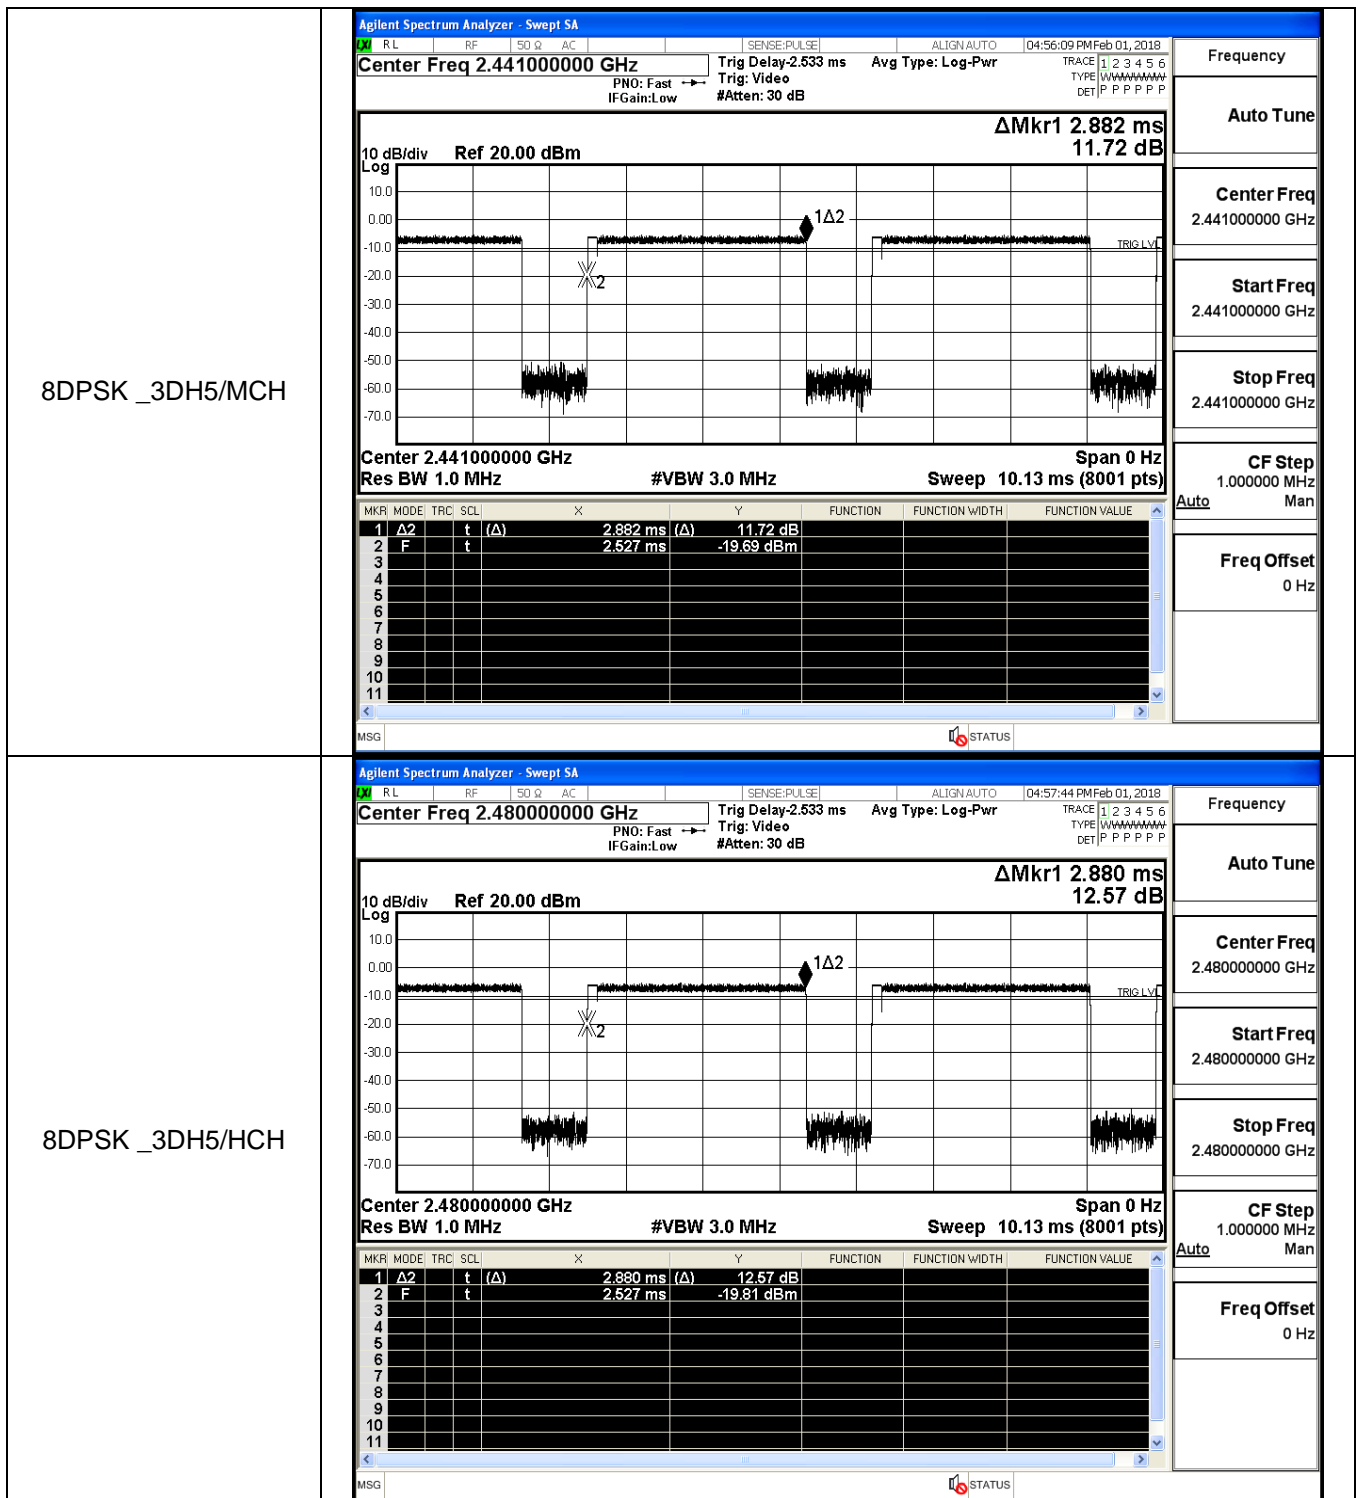 8DPSK _3DH5/MCH
Agilent Spectrum Analyzer - Swept SA
LXI RL RF 50 Ω AC SENSE:PULSE ALIGN AUTO 04:56:09 PM Feb 01, 2018
Center Freq 2.441000000 GHz
PNO: Fast
IFGain:Low
Trig Delay-2.533 ms
Trig: Video
#Atten: 30 dB
Avg Type: Log-Pwr
TRACE 1 2 3 4 5 6
TYPE WWWWWW
DET P P P P P P
ΔMkr1 2.882 ms
11.72 dB
10 dB/div Ref 20.00 dBm
Log
10.0
0.00
-10.0
-20.0
-30.0
-40.0
-50.0
-60.0
-70.0
1Δ2
TRIG LVL
2
Center 2.441000000 GHz Span 0 Hz
Res BW 1.0 MHz #VBW 3.0 MHz Sweep 10.13 ms (8001 pts)
MKR MODE TRC SCL X Y FUNCTION FUNCTION WIDTH FUNCTION VALUE
1 Δ2 t (Δ) 2.882 ms (Δ) 11.72 dB
2 F t 2.527 ms -19.69 dBm
3
4
5
6
7
8
9
10
11
MSG STATUS
Frequency
Auto Tune
Center Freq
2.441000000 GHz
Start Freq
2.441000000 GHz
Stop Freq
2.441000000 GHz
CF Step
1.000000 MHz
Auto Man
Freq Offset
0 Hz
8DPSK _3DH5/HCH
Agilent Spectrum Analyzer - Swept SA
LXI RL RF 50 Ω AC SENSE:PULSE ALIGN AUTO 04:57:44 PM Feb 01, 2018
Center Freq 2.480000000 GHz
PNO: Fast
IFGain:Low
Trig Delay-2.533 ms
Trig: Video
#Atten: 30 dB
Avg Type: Log-Pwr
TRACE 1 2 3 4 5 6
TYPE WWWWWW
DET P P P P P P
ΔMkr1 2.880 ms
12.57 dB
10 dB/div Ref 20.00 dBm
Log
10.0
0.00
-10.0
-20.0
-30.0
-40.0
-50.0
-60.0
-70.0
1Δ2
TRIG LVL
2
Center 2.480000000 GHz Span 0 Hz
Res BW 1.0 MHz #VBW 3.0 MHz Sweep 10.13 ms (8001 pts)
MKR MODE TRC SCL X Y FUNCTION FUNCTION WIDTH FUNCTION VALUE
1 Δ2 t (Δ) 2.880 ms (Δ) 12.57 dB
2 F t 2.527 ms -19.81 dBm
3
4
5
6
7
8
9
10
11
MSG STATUS
Frequency
Auto Tune
Center Freq
2.480000000 GHz
Start Freq
2.480000000 GHz
Stop Freq
2.480000000 GHz
CF Step
1.000000 MHz
Auto Man
Freq Offset
0 Hz